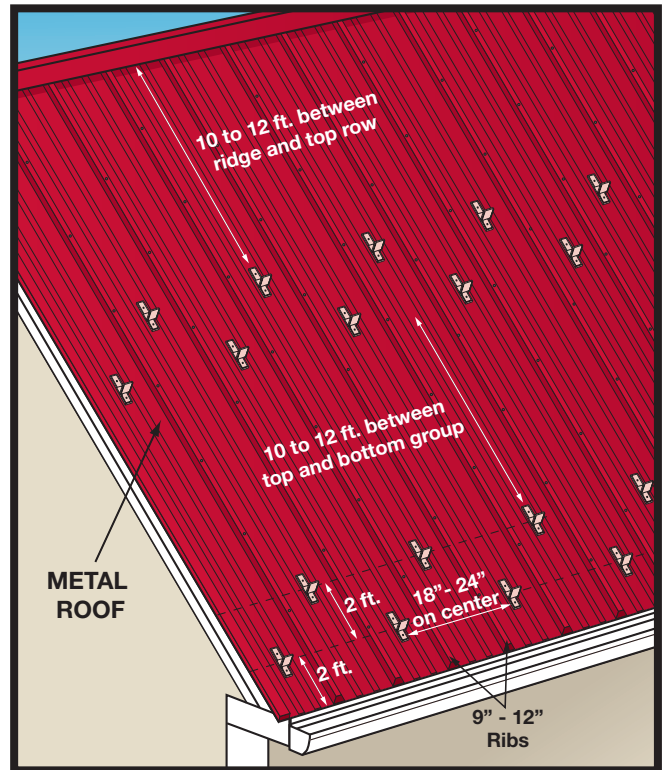 10 to 12 ft. between
ridge and top row
10 to 12 ft. between
top and bottom group
METAL
ROOF
2 ft.
18”- 24”
on center
2 ft.
9” - 12”
Ribs